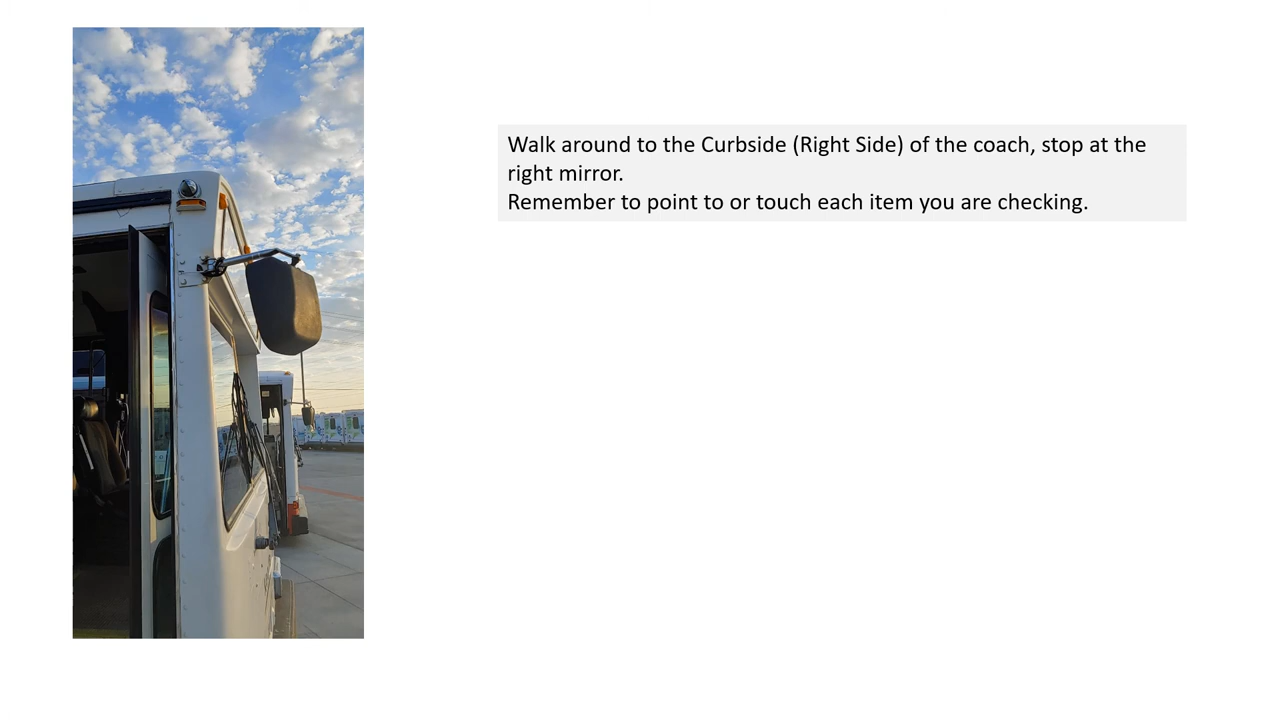 Walk around to the Curbside (Right Side) of the coach, stop at the
right mirror.
Remember to point to or touch each item you are checking.